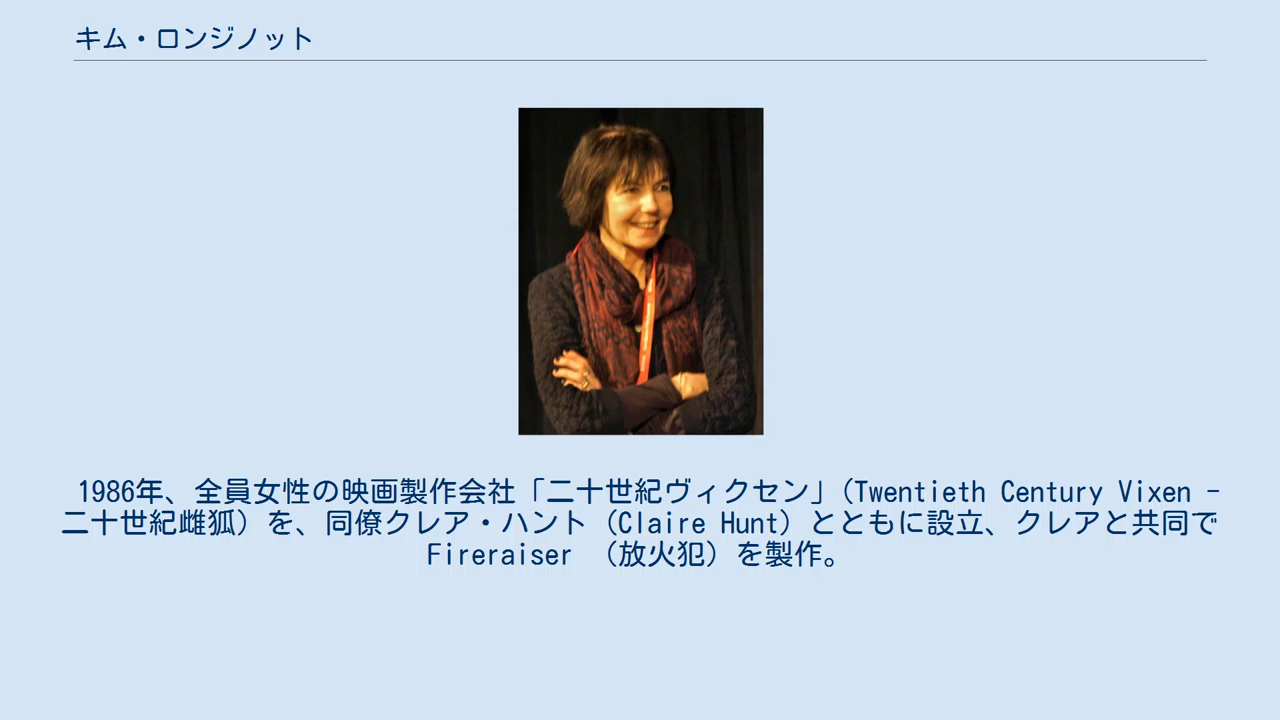 キム・ロンジノット
1986年、全員女性の映画製作会社「二十世紀ヴィクセン」(Twentieth Century Vixen -
二十世紀雌狐）を、同僚クレア・ハント（Claire Hunt）とともに設立、クレアと共同で
Fireraiser （放火犯）を製作。